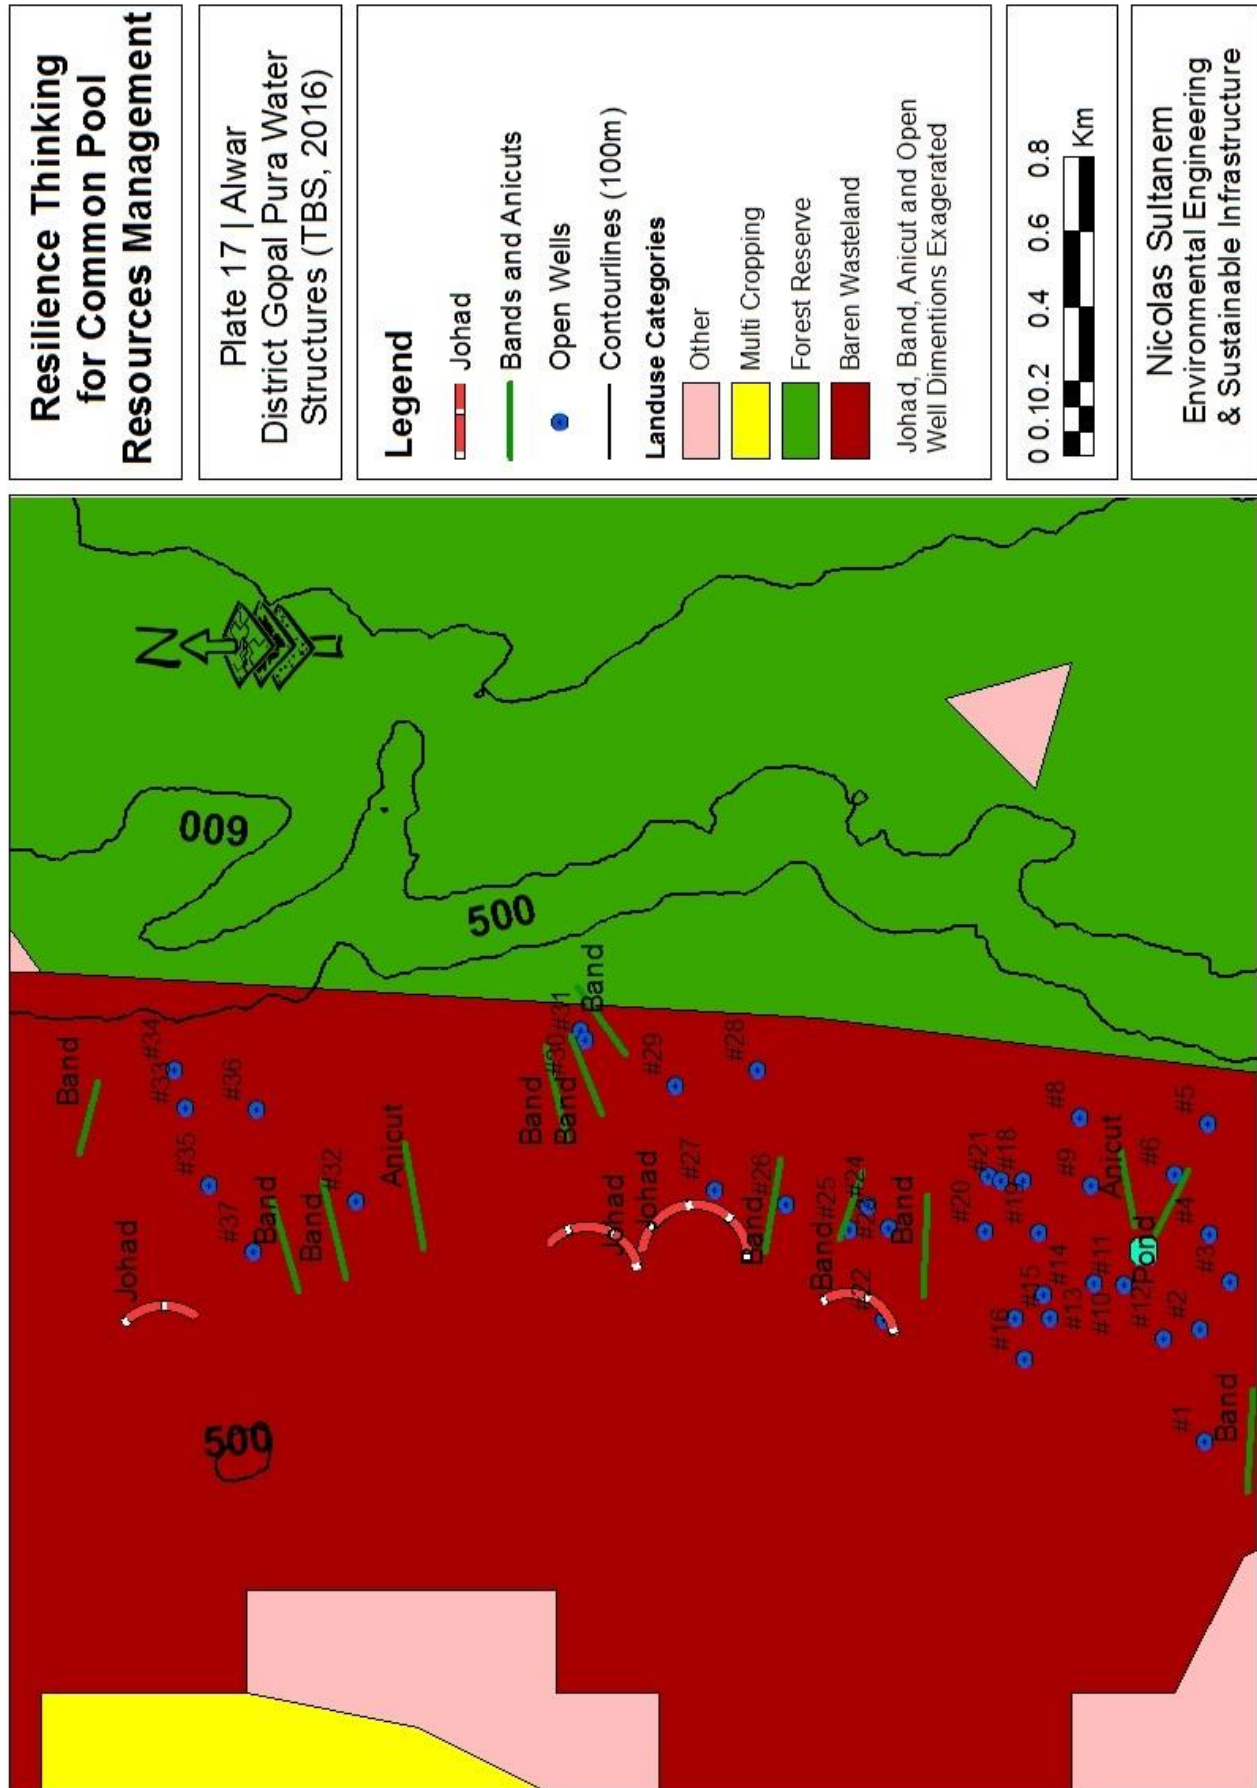 Resilience Thinking
for Common Pool
Resources Management
Plate 17 | Alwar
District Gopal Pura Water
Structures (TBS, 2016)
Legend
Johad
Bands and Anicuts
Open Wells
Contourlines (100m)
Landuse Categories
Other
Multi Cropping
Forest Reserve
Baren Wasteland
Johad, Band, Anicut and Open
Well Dimentions Exagerated
0 0.10.2 0.4 0.6 0.8
Km
Nicolas Sultanem
Environmental Engineering
& Sustainable Infrastructure
N
600
500
500
Band
#34
#33
#36
#35
Johad
#37
Band
Band
#32
Anicut
Band
Band
#30
#31
Band
#29
#28
Johad
Johad
#27
Band
#26
Band
#25
#24
#23
Band
#22
#21
#18
#20
#19
#8
#9
Anicut
#5
#6
#4
#3
Pond
#11
#12
#10
#14
#15
#13
#16
#2
#1
Band